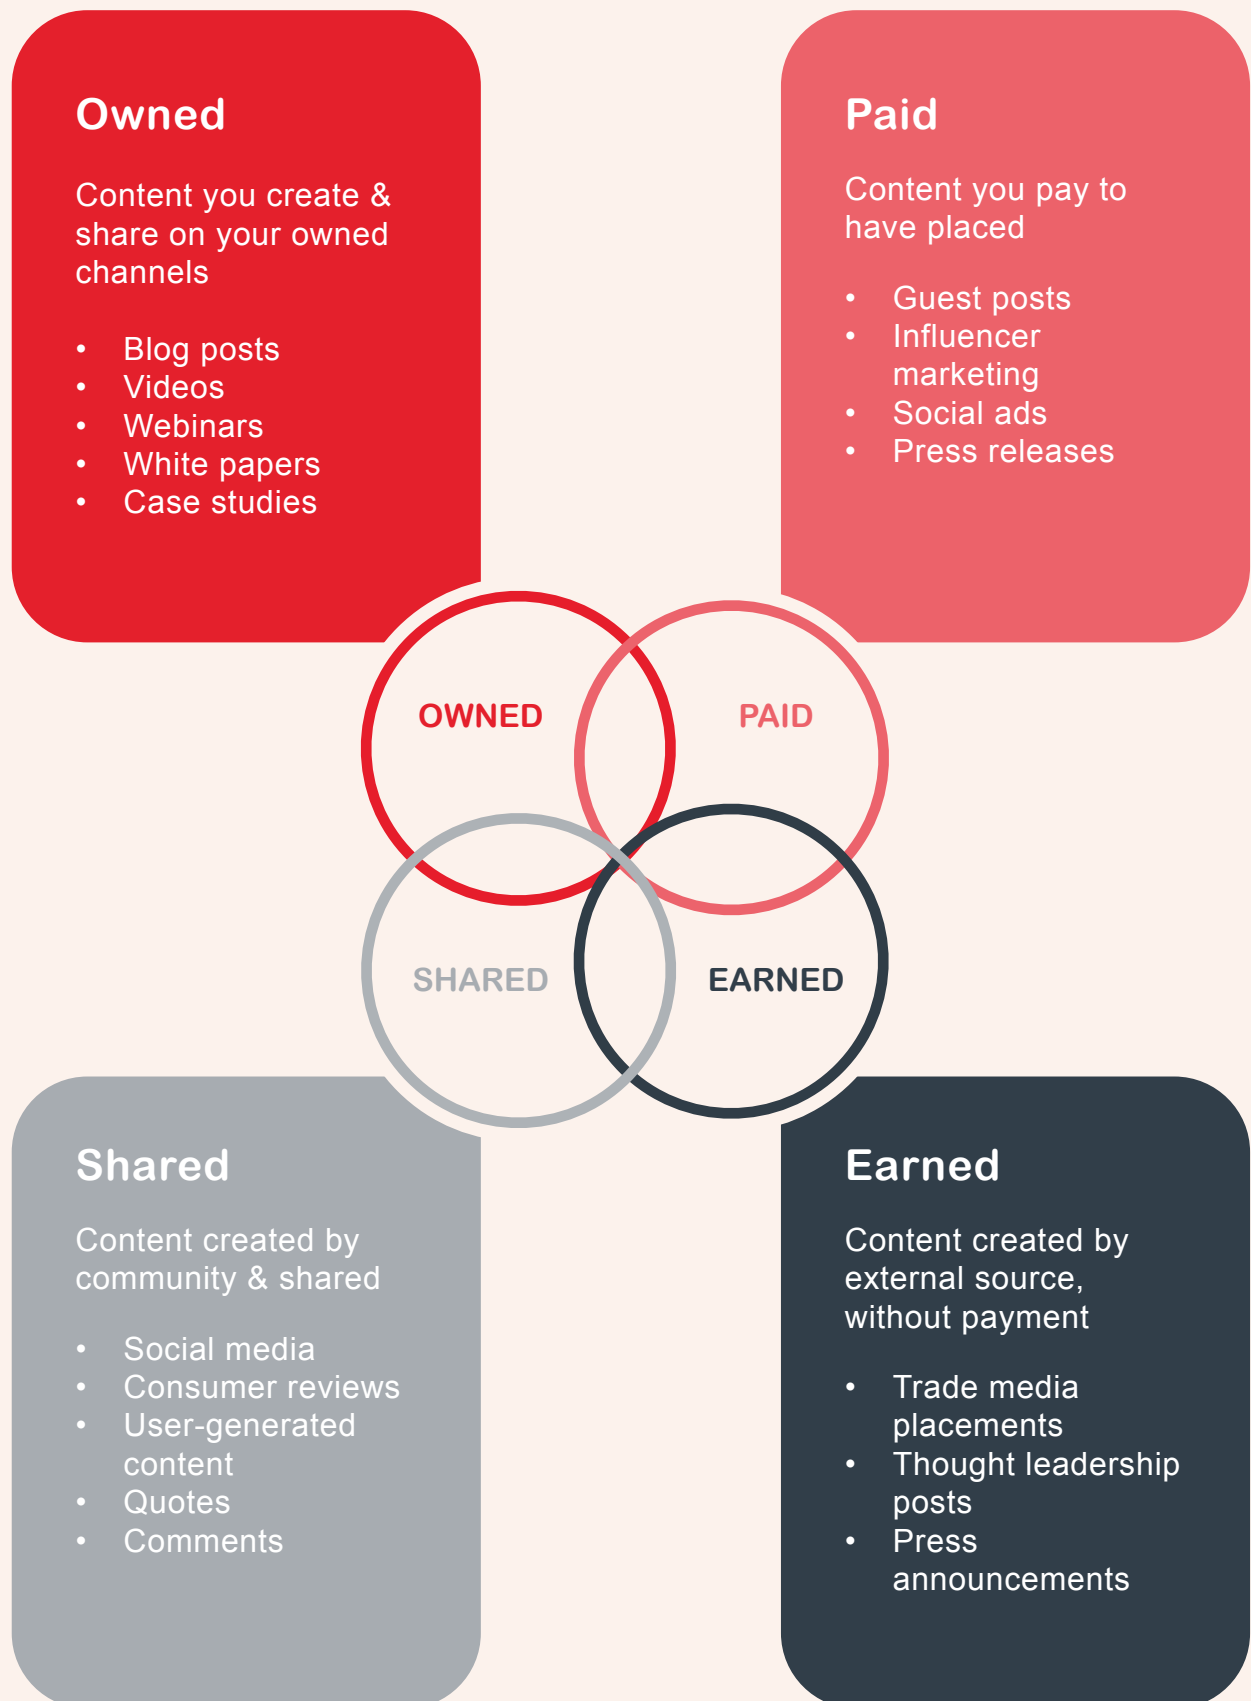 Owned
Content you create &
share on your owned
channels
• Blog posts
• Videos
• Webinars
• White papers
• Case studies
Paid
Content you pay to
have placed
• Guest posts
• Influencer
marketing
• Social ads
• Press releases
OWNED
PAID
SHARED
EARNED
Shared
Content created by
community & shared
• Social media
• Consumer reviews
• User-generated
content
• Quotes
• Comments
Earned
Content created by
external source,
without payment
• Trade media
placements
• Thought leadership
posts
• Press
announcements